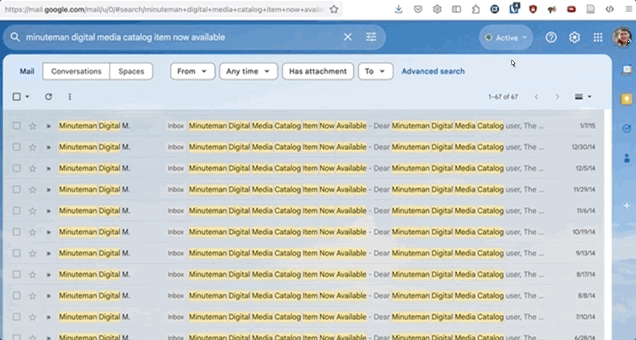 https://mail.google.com/mail/u/0/#search/minuteman+digital+media+catalog+item+now+availa
minuteman digital media catalog item now available
Active
Mail Conversations Spaces From Any time Has attachment To Advanced search
1–67 of 67
Minuteman Digital M. Inbox Minuteman Digital Media Catalog Item Now Available - Dear Minuteman Digital Media Catalog user, The ... 1/7/15
Minuteman Digital M. Inbox Minuteman Digital Media Catalog Item Now Available - Dear Minuteman Digital Media Catalog user, The ... 12/30/14
Minuteman Digital M. Inbox Minuteman Digital Media Catalog Item Now Available - Dear Minuteman Digital Media Catalog user, The ... 12/5/14
Minuteman Digital M. Inbox Minuteman Digital Media Catalog Item Now Available - Dear Minuteman Digital Media Catalog user, The ... 11/29/14
Minuteman Digital M. Inbox Minuteman Digital Media Catalog Item Now Available - Dear Minuteman Digital Media Catalog user, The ... 11/6/14
Minuteman Digital M. Inbox Minuteman Digital Media Catalog Item Now Available - Dear Minuteman Digital Media Catalog user, The ... 10/19/14
Minuteman Digital M. Inbox Minuteman Digital Media Catalog Item Now Available - Dear Minuteman Digital Media Catalog user, The ... 9/13/14
Minuteman Digital M. Inbox Minuteman Digital Media Catalog Item Now Available - Dear Minuteman Digital Media Catalog user, The ... 8/17/14
Minuteman Digital M. Inbox Minuteman Digital Media Catalog Item Now Available - Dear Minuteman Digital Media Catalog user, The ... 8/8/14
Minuteman Digital M. Inbox Minuteman Digital Media Catalog Item Now Available - Dear Minuteman Digital Media Catalog user, The ... 7/10/14
Minuteman Digital M. Inbox Minuteman Digital Media Catalog Item Now Available - Dear Minuteman Digital Media Catalog user, The ... 6/28/14